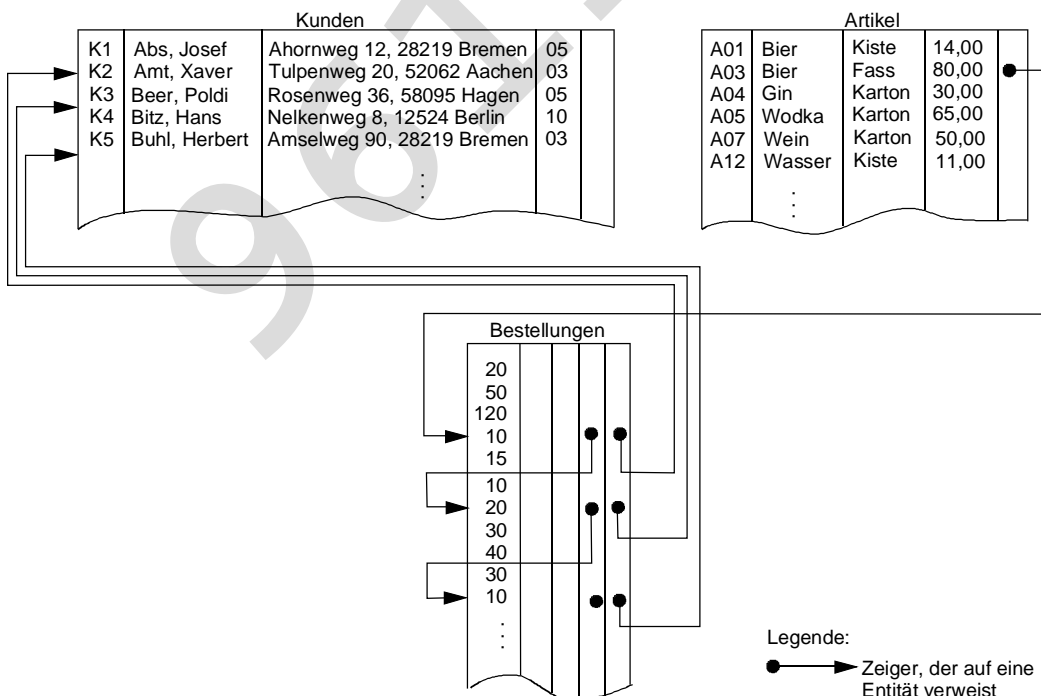 Kunden
K1 Abs, Josef Ahornweg 12, 28219 Bremen 05
K2 Amt, Xaver Tulpenweg 20, 52062 Aachen 03
K3 Beer, Poldi Rosenweg 36, 58095 Hagen 05
K4 Bitz, Hans Nelkenweg 8, 12524 Berlin 10
K5 Buhl, Herbert Amselweg 90, 28219 Bremen 03
Artikel
A01 Bier Kiste 14,00
A03 Bier Fass 80,00
A04 Gin Karton 30,00
A05 Wodka Karton 65,00
A07 Wein Karton 50,00
A12 Wasser Kiste 11,00
Bestellungen
20
50
120
10
15
10
20
30
40
30
10
Legende:
Zeiger, der auf eine
Entität verweist